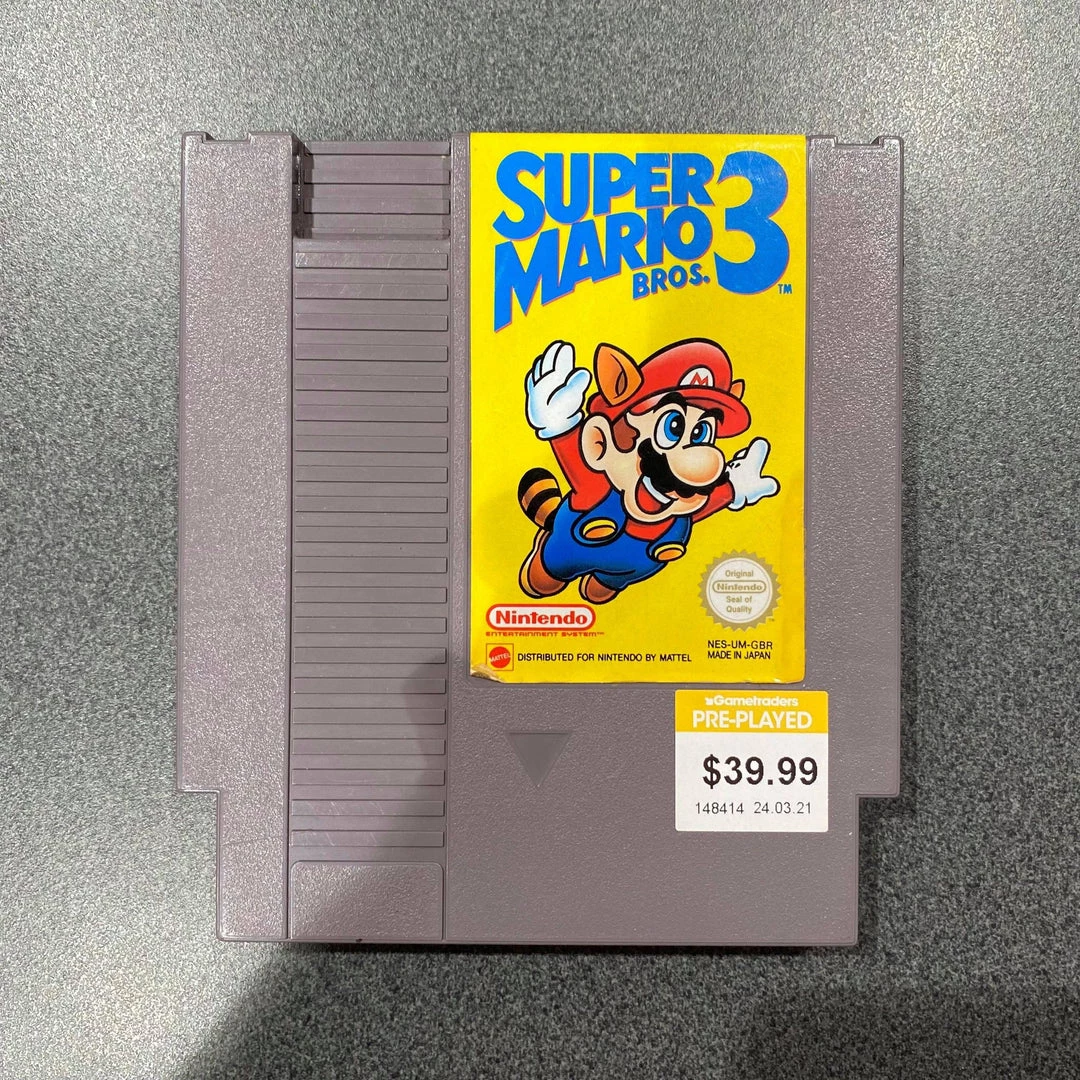 SUPER
MARIO
BROS. 3 ™
M
Original
Nintendo
Seal of
Quality
Nintendo
ENTERTAINMENT SYSTEM™
MATTEL DISTRIBUTED FOR NINTENDO BY MATTEL
NES-UM-GBR
MADE IN JAPAN
Gametraders
PRE-PLAYED
$39.99
148414 24.03.21